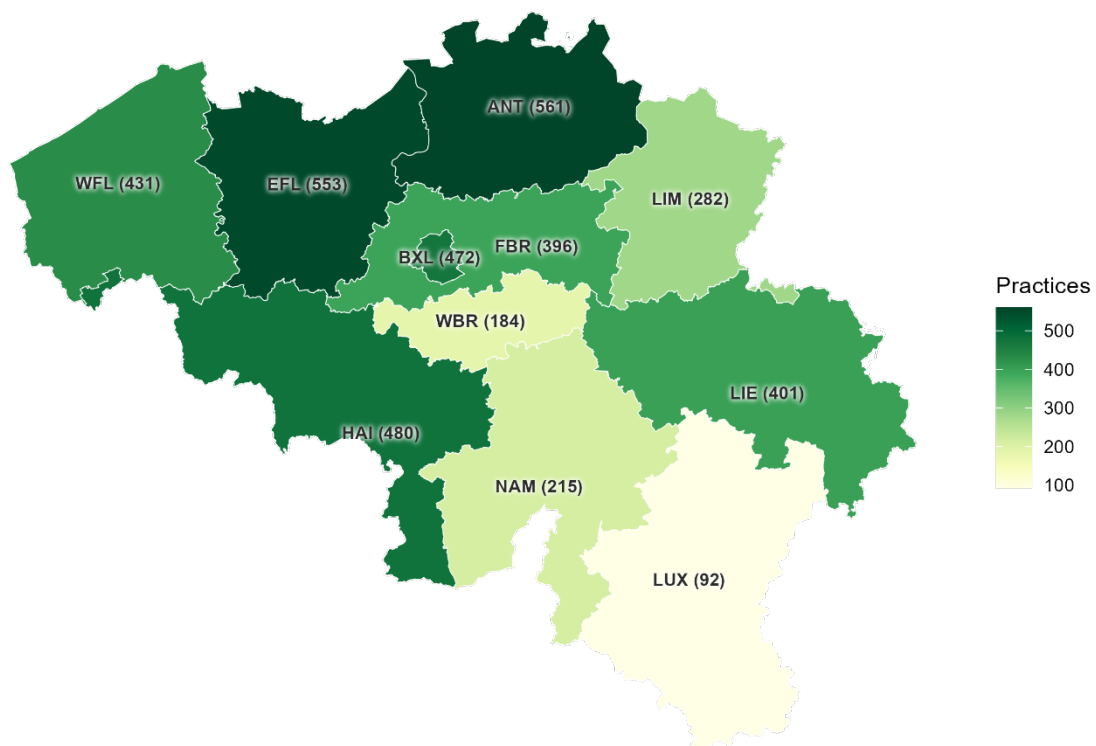 ANT (561)
WFL (431)
EFL (553)
LIM (282)
BXL (472)
FBR (396)
WBR (184)
LIE (401)
HAI (480)
NAM (215)
LUX (92)
Practices
500
400
300
200
100